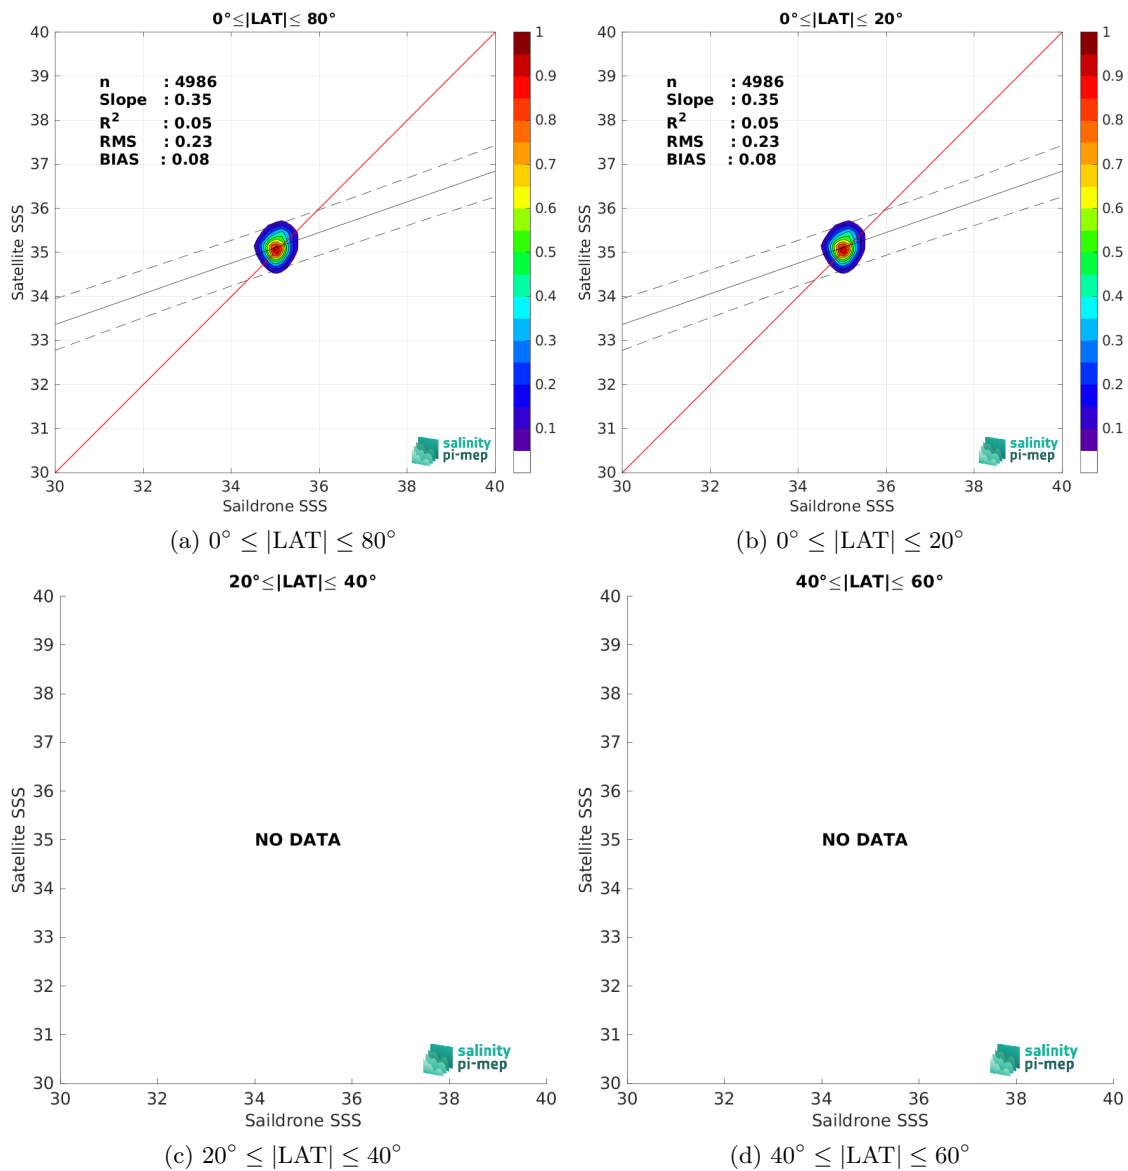 0°≤|LAT|≤ 80°
40
39
38
37
36
35
34
33
32
31
30
Satellite SSS
n : 4986
Slope : 0.35
R² : 0.05
RMS : 0.23
BIAS : 0.08
1
0.9
0.8
0.7
0.6
0.5
0.4
0.3
0.2
0.1
salinity
pi-mep
30 32 34 36 38 40
Saildrone SSS
(a) 0° ≤ |LAT| ≤ 80°
0°≤|LAT|≤ 20°
40
39
38
37
36
35
34
33
32
31
30
Satellite SSS
n : 4986
Slope : 0.35
R² : 0.05
RMS : 0.23
BIAS : 0.08
1
0.9
0.8
0.7
0.6
0.5
0.4
0.3
0.2
0.1
salinity
pi-mep
30 32 34 36 38 40
Saildrone SSS
(b) 0° ≤ |LAT| ≤ 20°
20°≤|LAT|≤ 40°
40
39
38
37
36
35
34
33
32
31
30
Satellite SSS
NO DATA
salinity
pi-mep
30 32 34 36 38 40
Saildrone SSS
(c) 20° ≤ |LAT| ≤ 40°
40°≤|LAT|≤ 60°
40
39
38
37
36
35
34
33
32
31
30
Satellite SSS
NO DATA
salinity
pi-mep
30 32 34 36 38 40
Saildrone SSS
(d) 40° ≤ |LAT| ≤ 60°